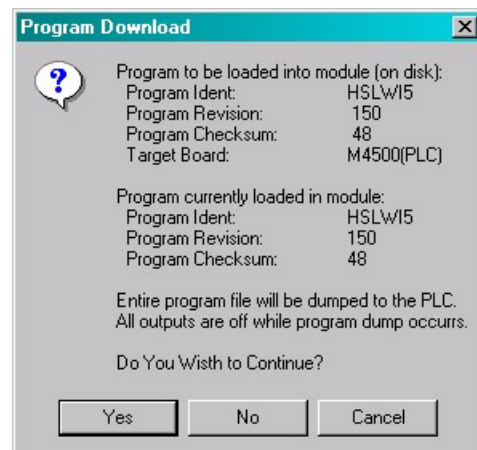 Program Download
Program to be loaded into module (on disk):
Program Ident: HSLWI5
Program Revision: 150
Program Checksum: 48
Target Board: M4500(PLC)
Program currently loaded in module:
Program Ident: HSLWI5
Program Revision: 150
Program Checksum: 48
Entire program file will be dumped to the PLC.
All outputs are off while program dump occurrs.
Do You Wisth to Continue?
Yes No Cancel